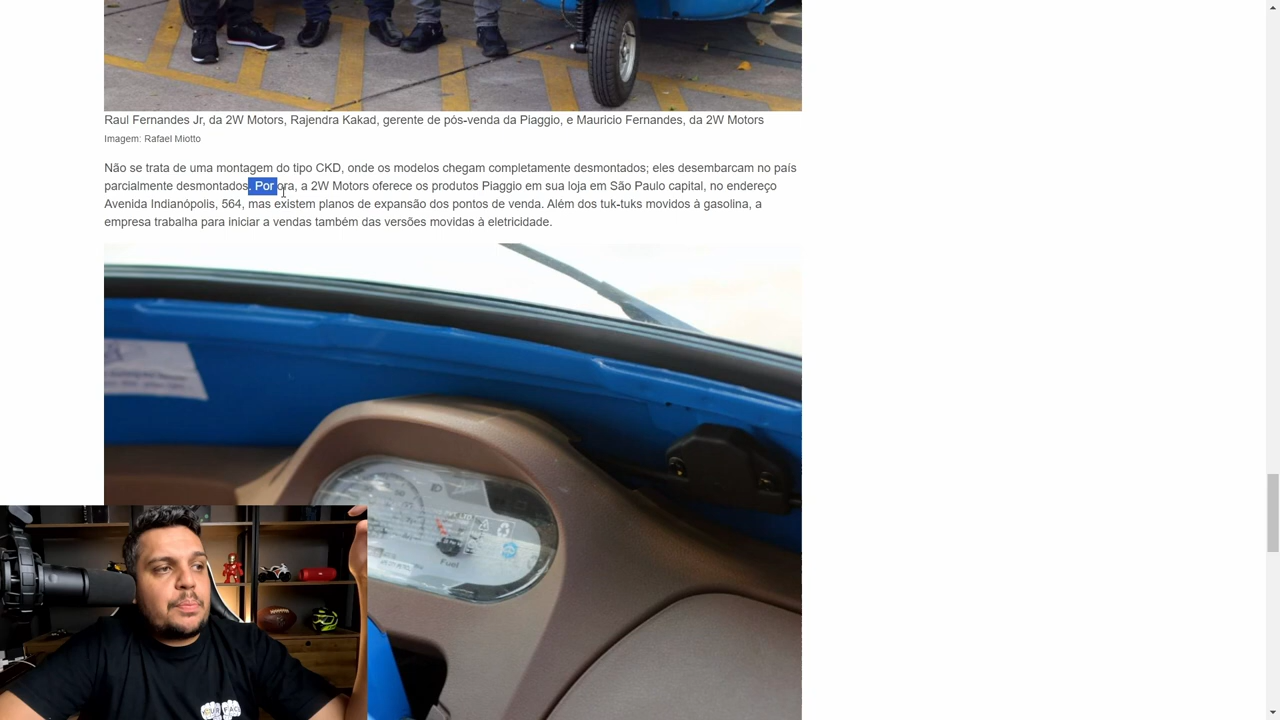 Raul Fernandes Jr, da 2W Motors, Rajendra Kakad, gerente de pós-venda da Piaggio, e Mauricio Fernandes, da 2W Motors
Imagem: Rafael Miotto
Não se trata de uma montagem do tipo CKD, onde os modelos chegam completamente desmontados; eles desembarcam no país
parcialmente desmontados. Por ora, a 2W Motors oferece os produtos Piaggio em sua loja em São Paulo capital, no endereço
Avenida Indianópolis, 564, mas existem planos de expansão dos pontos de venda. Além dos tuk-tuks movidos à gasolina, a
empresa trabalha para iniciar a vendas também das versões movidas à eletricidade.
Fuel